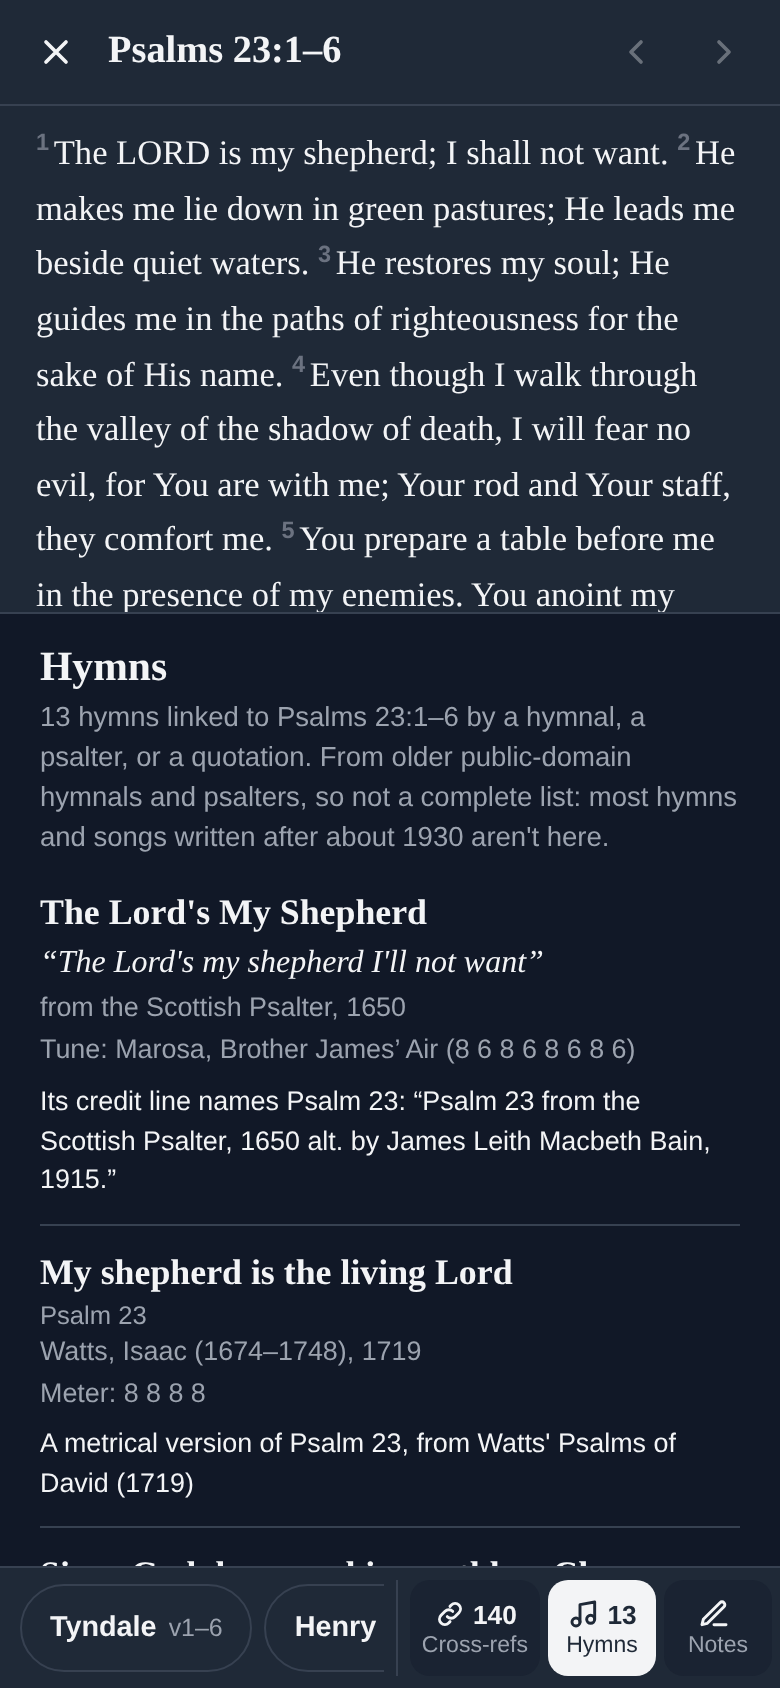 Psalms 23:1–6
1 The LORD is my shepherd; I shall not want. 2 He
makes me lie down in green pastures; He leads me
beside quiet waters. 3 He restores my soul; He
guides me in the paths of righteousness for the
sake of His name. 4 Even though I walk through
the valley of the shadow of death, I will fear no
evil, for You are with me; Your rod and Your staff,
they comfort me. 5 You prepare a table before me
in the presence of my enemies. You anoint my
Hymns
13 hymns linked to Psalms 23:1–6 by a hymnal, a
psalter, or a quotation. From older public-domain
hymnals and psalters, so not a complete list: most hymns
and songs written after about 1930 aren't here.
The Lord's My Shepherd
“The Lord's my shepherd I'll not want”
from the Scottish Psalter, 1650
Tune: Marosa, Brother James’ Air (8 6 8 6 8 6 8 6)
Its credit line names Psalm 23: “Psalm 23 from the
Scottish Psalter, 1650 alt. by James Leith Macbeth Bain,
1915.”
My shepherd is the living Lord
Psalm 23
Watts, Isaac (1674–1748), 1719
Meter: 8 8 8 8
A metrical version of Psalm 23, from Watts' Psalms of
David (1719)
Tyndale v1–6
Henry
140
Cross-refs
13
Hymns
Notes